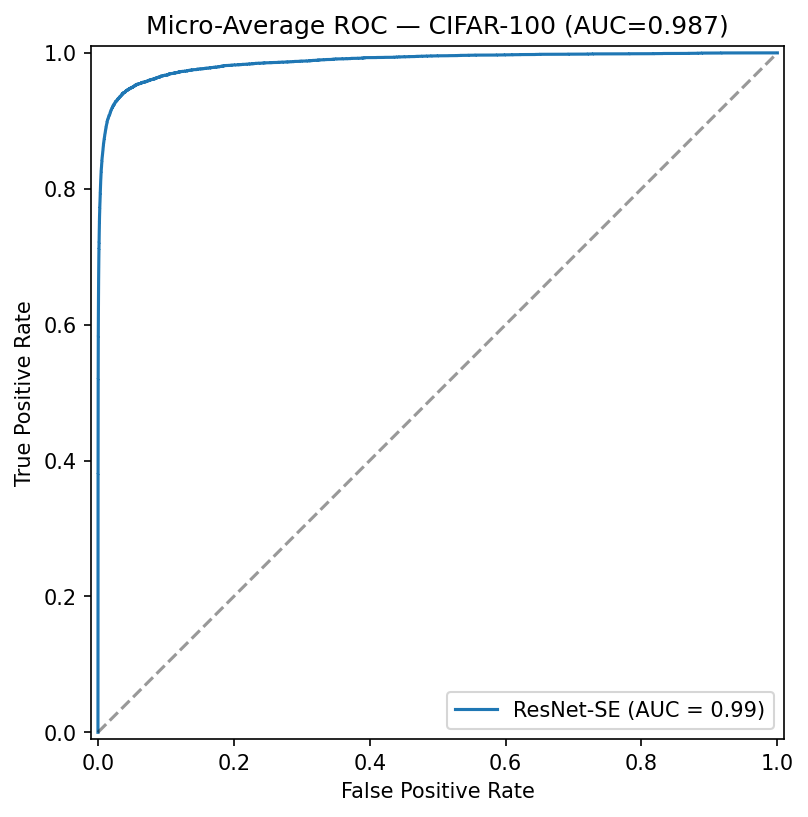 Micro-Average ROC — CIFAR-100 (AUC=0.987)
True Positive Rate
1.0
0.8
0.6
0.4
0.2
0.0
ResNet-SE (AUC = 0.99)
0.0 0.2 0.4 0.6 0.8 1.0
False Positive Rate